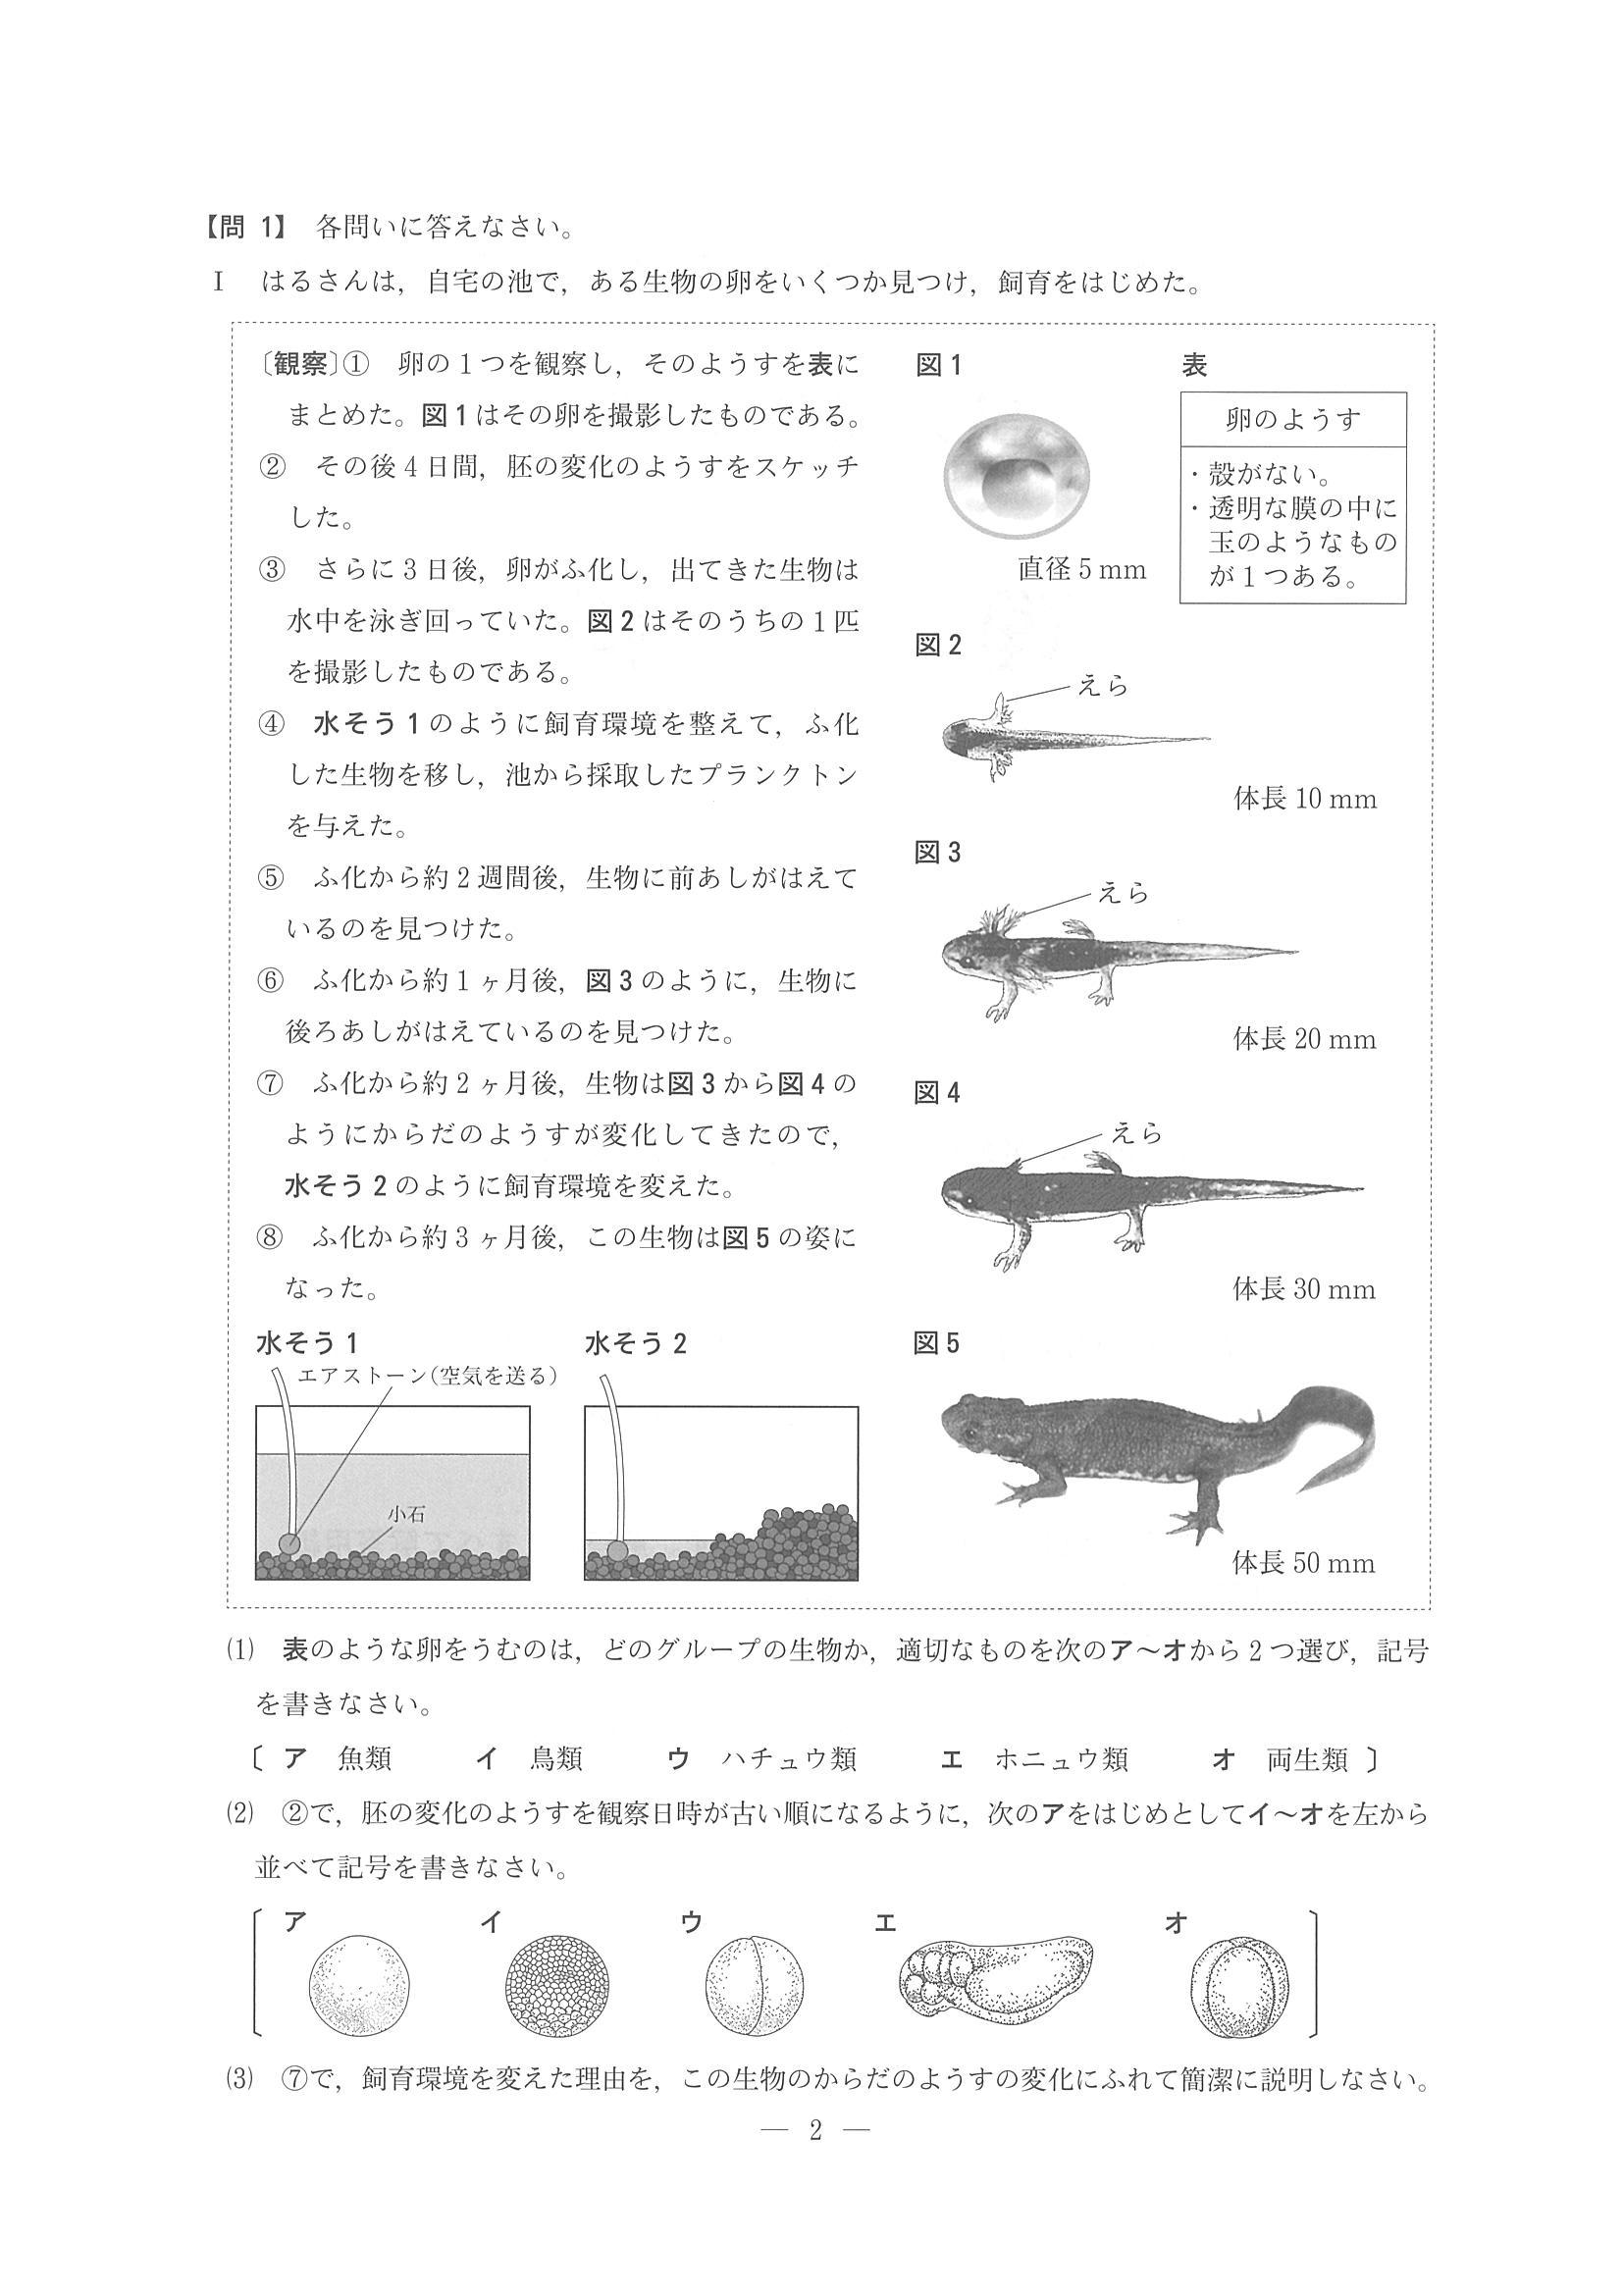 【問 1】 各問いに答えなさい。
Ⅰ はるさんは，自宅の池で，ある生物の卵をいくつか見つけ，飼育をはじめた。
〔観察〕① 卵の1つを観察し，そのようすを表に
まとめた。図1はその卵を撮影したものである。
② その後4日間，胚の変化のようすをスケッチ
した。
③ さらに3日後，卵がふ化し，出てきた生物は
水中を泳ぎ回っていた。図2はそのうちの1匹
を撮影したものである。
④ 水そう1のように飼育環境を整えて，ふ化
した生物を移し，池から採取したプランクトン
を与えた。
⑤ ふ化から約2週間後，生物に前あしがはえて
いるのを見つけた。
⑥ ふ化から約1ヶ月後，図3のように，生物に
後ろあしがはえているのを見つけた。
⑦ ふ化から約2ヶ月後，生物は図3から図4の
ようにからだのようすが変化してきたので，
水そう2のように飼育環境を変えた。
⑧ ふ化から約3ヶ月後，この生物は図5の姿に
なった。
図1
直径5mm
表
卵のようす
・殻がない。
・透明な膜の中に
玉のようなもの
が1つある。
図2
えら
体長10mm
図3
えら
体長20mm
図4
えら
体長30mm
水そう1
エアストーン(空気を送る)
小石
水そう2
図5
体長50mm
(1) 表のような卵をうむのは，どのグループの生物か，適切なものを次のア～オから2つ選び，記号
を書きなさい。
〔 ア 魚類 イ 鳥類 ウ ハチュウ類 エ ホニュウ類 オ 両生類 〕
(2) ②で，胚の変化のようすを観察日時が古い順になるように，次のアをはじめとしてイ～オを左から
並べて記号を書きなさい。
ア イ ウ エ オ
(3) ⑦で，飼育環境を変えた理由を，この生物のからだのようすの変化にふれて簡潔に説明しなさい。
― 2 ―